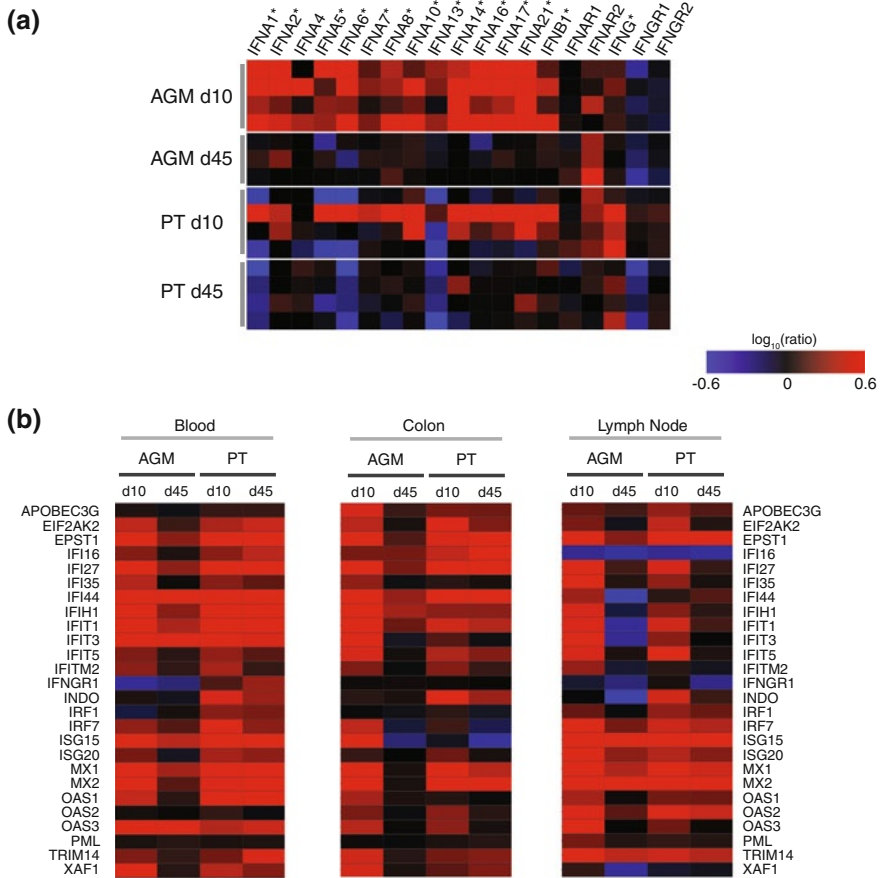 (a)
IFNA1*
IFNA2*
IFNA4
IFNA5*
IFNA6*
IFNA7*
IFNA8*
IFNA10*
IFNA13*
IFNA14*
IFNA16*
IFNA17*
IFNA21*
IFNB1*
IFNAR1
IFNAR2
IFNG*
IFNGR1
IFNGR2
AGM d10
AGM d45
PT d10
PT d45
log10(ratio)
-0.6 0 0.6
(b)
Blood Colon Lymph Node
AGM PT AGM PT AGM PT
d10 d45 d10 d45 d10 d45 d10 d45 d10 d45 d10 d45
APOBEC3G APOBEC3G
EIF2AK2 EIF2AK2
EPST1 EPST1
IFI16 IFI16
IFI27 IFI27
IFI35 IFI35
IFI44 IFI44
IFIH1 IFIH1
IFIT1 IFIT1
IFIT3 IFIT3
IFIT5 IFIT5
IFITM2 IFITM2
IFNGR1 IFNGR1
INDO INDO
IRF1 IRF1
IRF7 IRF7
ISG15 ISG15
ISG20 ISG20
MX1 MX1
MX2 MX2
OAS1 OAS1
OAS2 OAS2
OAS3 OAS3
PML PML
TRIM14 TRIM14
XAF1 XAF1